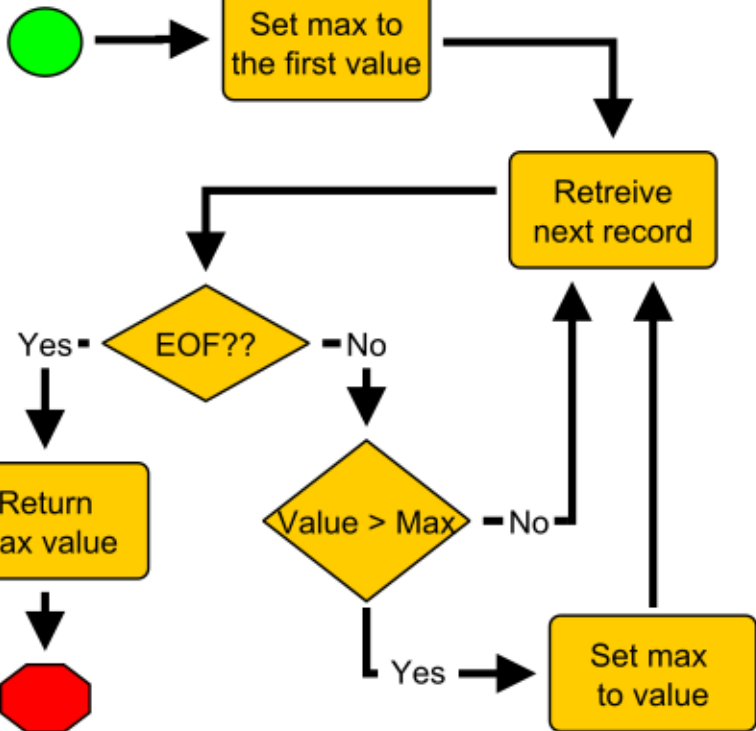 Set max to
the first value
Retreive
next record
Yes
EOF??
No
Return
ax value
Value > Max
No
Yes
Set max
to value